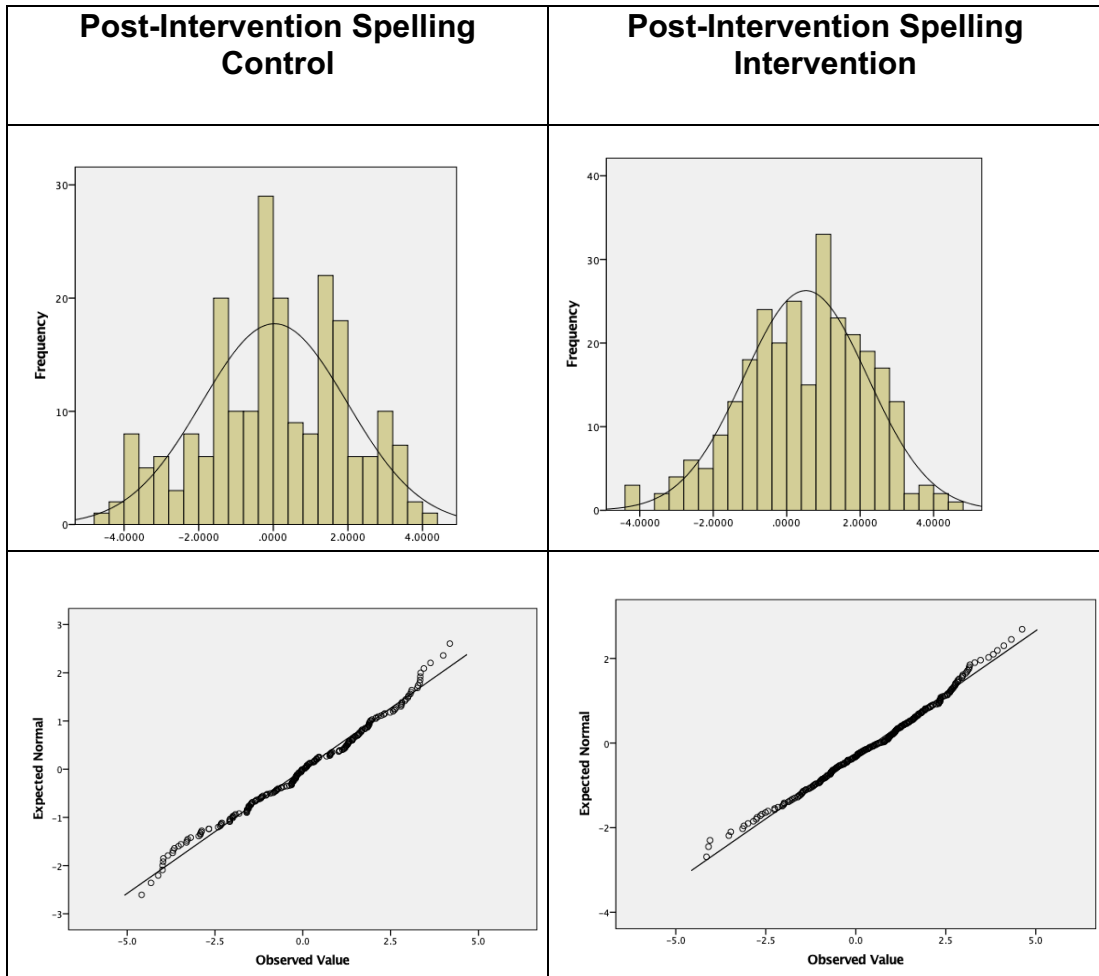 Post-Intervention Spelling
Control
Post-Intervention Spelling
Intervention
30
20
10
0
Frequency
-4.0000 -2.0000 .0000 2.0000 4.0000
40
30
20
10
0
Frequency
-4.0000 -2.0000 .0000 2.0000 4.0000
3
2
1
0
-1
-2
-3
Expected Normal
-5.0 -2.5 0.0 2.5 5.0
Observed Value
2
0
-2
-4
Expected Normal
-5.0 -2.5 0.0 2.5 5.0
Observed Value